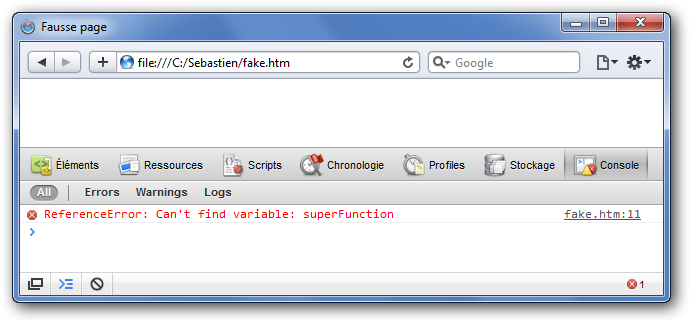 Fausse page
file:///C:/Sebastien/fake.htm
Google
Éléments Ressources Scripts Chronologie Profiles Stockage Console
All Errors Warnings Logs
ReferenceError: Can't find variable: superFunction fake.htm:11
1